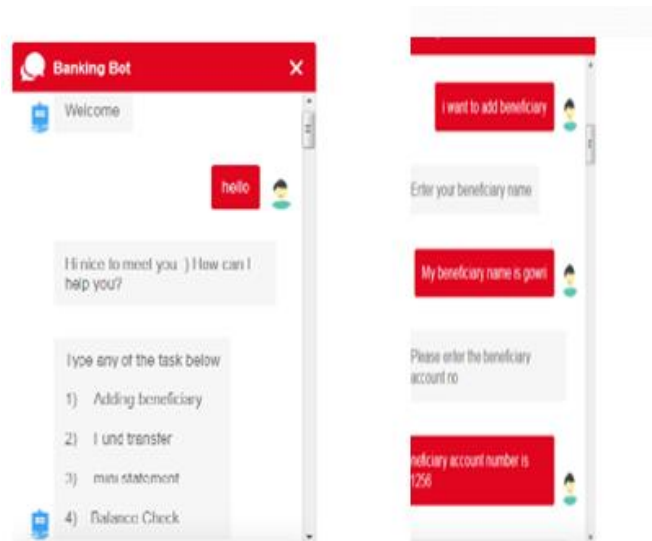 Banking Bot
Welcome
hello
Hi nice to meet you :) How can I
help you?
Type any of the task below
1) Adding beneficiary
2) Fund transfer
3) mini statement
4) Balance Check
i want to add beneficiary
Enter your beneficiary name
My beneficiary name is gowri
Please enter the beneficiary
account no
neficiary account number is
1256